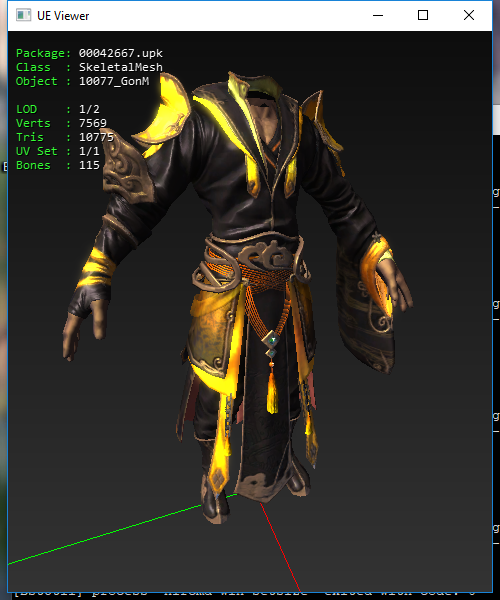 UE Viewer
Package: 00042667.upk
Class : SkeletalMesh
Object : 10077_GonM
LOD : 1/2
Verts : 7569
Tris : 10775
UV Set : 1/1
Bones : 115